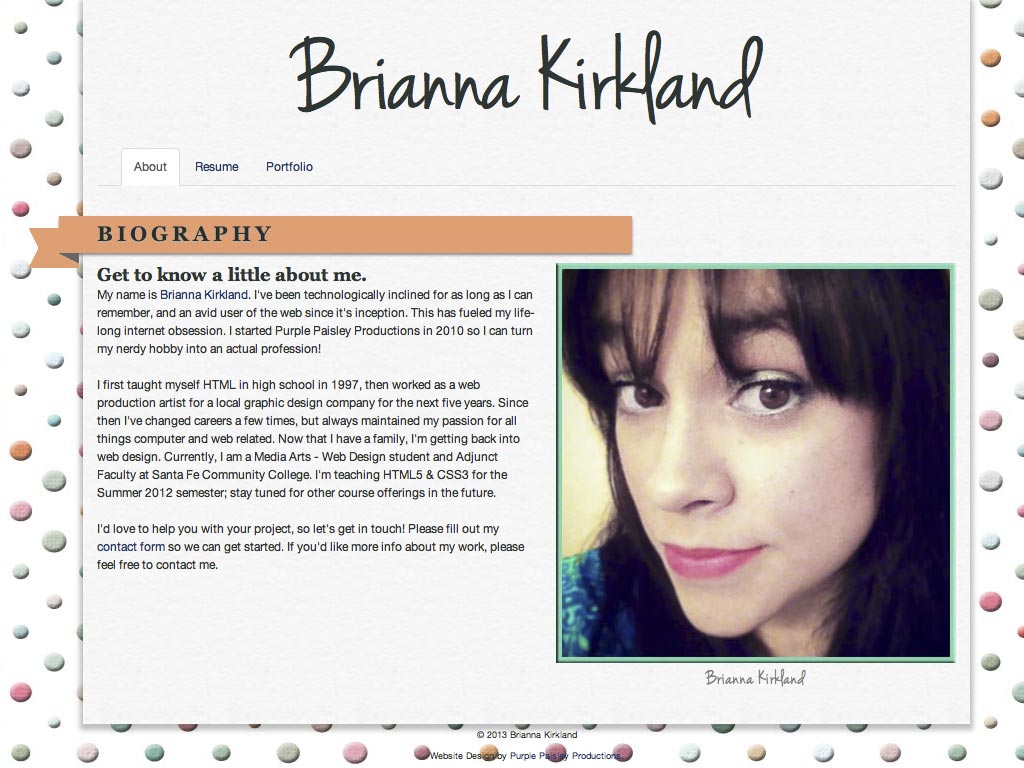 Brianna Kirkland
About Resume Portfolio
BIOGRAPHY
Get to know a little about me.
My name is Brianna Kirkland. I've been technologically inclined for as long as I can
remember, and an avid user of the web since it's inception. This has fueled my life-
long internet obsession. I started Purple Paisley Productions in 2010 so I can turn
my nerdy hobby into an actual profession!
I first taught myself HTML in high school in 1997, then worked as a web
production artist for a local graphic design company for the next five years. Since
then I've changed careers a few times, but always maintained my passion for all
things computer and web related. Now that I have a family, I'm getting back into
web design. Currently, I am a Media Arts - Web Design student and Adjunct
Faculty at Santa Fe Community College. I'm teaching HTML5 & CSS3 for the
Summer 2012 semester; stay tuned for other course offerings in the future.
I'd love to help you with your project, so let's get in touch! Please fill out my
contact form so we can get started. If you'd like more info about my work, please
feel free to contact me.
Brianna Kirkland
© 2013 Brianna Kirkland
Website Design by Purple Paisley Productions